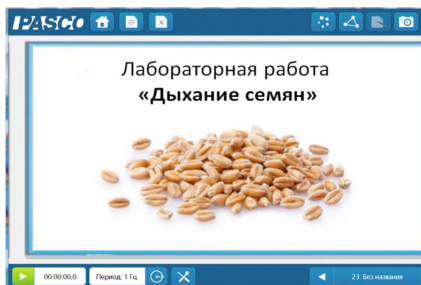 PASCO
Лабораторная работа
«Дыхание семян»
00:00:00,0 Период: 1 Гц 23: Без названия